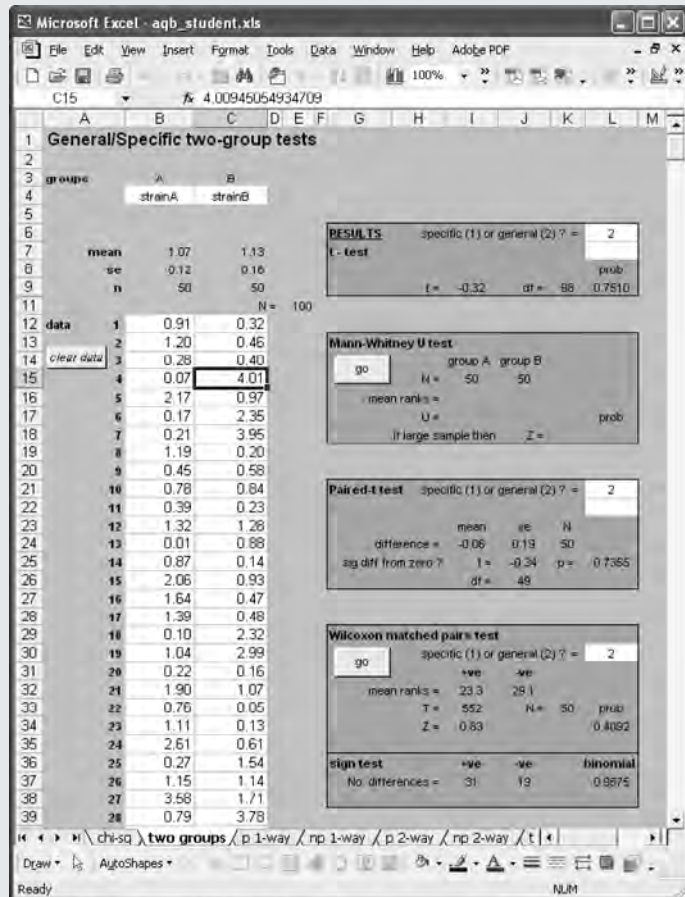 Microsoft Excel - aqb_student.xls
File Edit View Insert Format Tools Data Window Help Adobe PDF
100%
C15 fx 4.00945054934709
A B C D E F G H I J K L M
1 General/Specific two-group tests
2
3 groups A B
4 strainA strainB
5
6 RESULTS specific (1) or general (2) ? = 2
7 mean 1.07 1.13 t - test
8 se 0.12 0.16 prob
9 n 50 50 t = -0.32 df = 98 0.7510
11 N = 100
12 data 1 0.91 0.32
13 2 1.20 0.46 Mann-Whitney U test
14 clear data 3 0.28 0.40 go group A group B
15 4 0.07 4.01 N = 50 50
16 5 2.17 0.97 mean ranks =
17 6 0.17 2.35 U = prob
18 7 0.21 3.95 If large sample then Z =
19 8 1.19 0.20
20 9 0.45 0.58
21 10 0.78 0.84 Paired-t test specific (1) or general (2) ? = 2
22 11 0.39 0.23
23 12 1.32 1.28 mean se N
24 13 0.01 0.88 difference = -0.06 0.19 50
25 14 0.87 0.14 sig diff from zero ? t = -0.34 p = 0.7355
26 15 2.06 0.93 df = 49
27 16 1.64 0.47
28 17 1.39 0.48
29 18 0.10 2.32 Wilcoxon matched pairs test
30 19 1.04 2.99 go specific (1) or general (2) ? = 2
31 20 0.22 0.16 +ve -ve
32 21 1.90 1.07 mean ranks = 23.3 29.1
33 22 0.76 0.05 T = 552 N = 50 prob
34 23 1.11 0.13 Z = 0.83 0.4092
35 24 2.61 0.61
36 25 0.27 1.54 sign test +ve -ve binomial
37 26 1.15 1.14 No. differences = 31 19 0.9675
38 27 3.58 1.71
39 28 0.79 3.78
chi-sq two groups p 1-way np 1-way p 2-way np 2-way t
Draw AutoShapes
Ready NUM